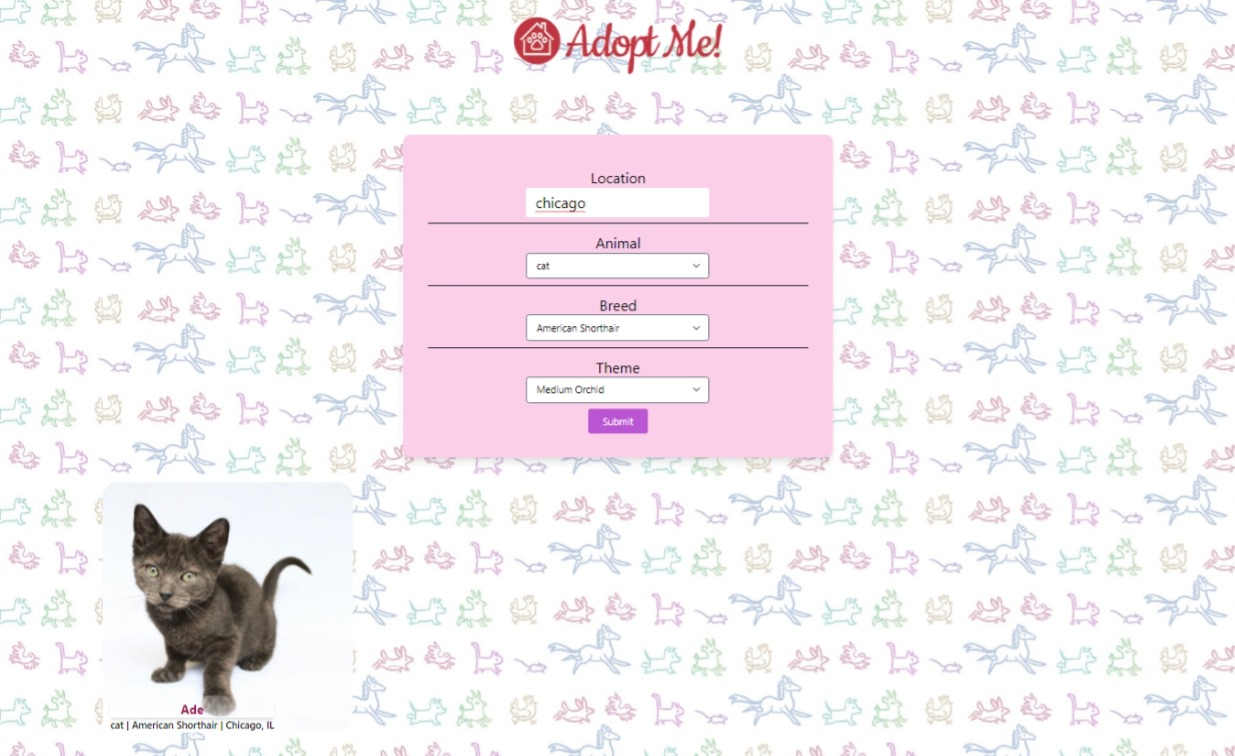 Adopt Me!
Location
chicago
Animal
cat
Breed
American Shorthair
Theme
Medium Orchid
Submit
Ade
cat | American Shorthair | Chicago, IL